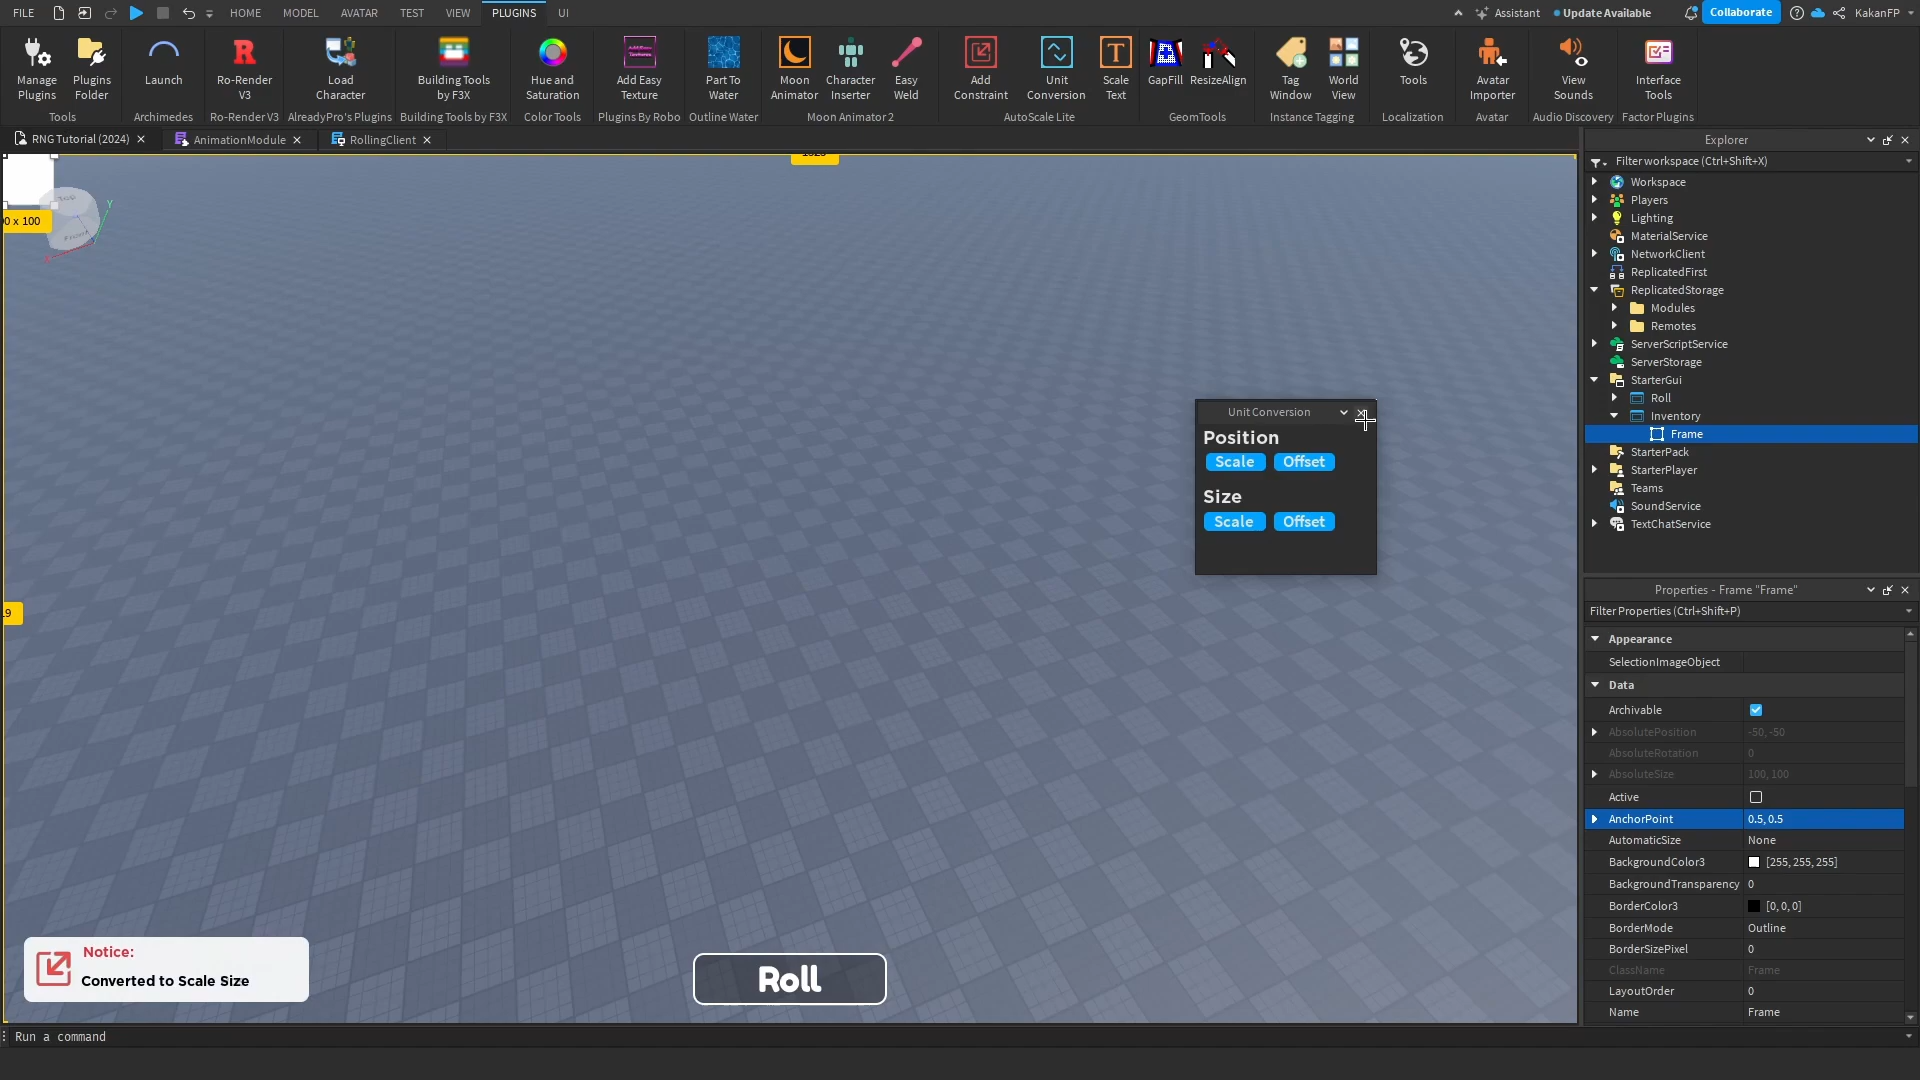 FILE
HOME
MODEL
AVATAR
TEST
VIEW
PLUGINS
UI
Assistant
Update Available
Collaborate
KakanFP
Manage Plugins
Plugins Folder
Launch
Ro-Render V3
Load Character
Building Tools by F3X
Hue and Saturation
Add Easy Texture
Part To Water
Moon Animator
Character Inserter
Easy Weld
Add Constraint
Unit Conversion
Scale Text
GapFill
ResizeAlign
Tag Window
World View
Tools
Avatar Importer
View Sounds
Interface Tools
Tools
Archimedes
Ro-Render V3
AlreadyPro's Plugins
Building Tools by F3X
Color Tools
Plugins By Robo
Outline Water
Moon Animator 2
AutoScale Lite
GeomTools
Instance Tagging
Localization
Avatar
Audio Discovery
Factor Plugins
RNG Tutorial (2024)
AnimationModule
RollingClient
0 x 100
Y
Unit Conversion
Position
Scale
Offset
Size
Scale
Offset
Notice:
Converted to Scale Size
Roll
Run a command
Explorer
Filter workspace (Ctrl+Shift+X)
Workspace
Players
Lighting
MaterialService
NetworkClient
ReplicatedFirst
ReplicatedStorage
Modules
Remotes
ServerScriptService
ServerStorage
StarterGui
Roll
Inventory
Frame
StarterPack
StarterPlayer
Teams
SoundService
TextChatService
Properties - Frame "Frame"
Filter Properties (Ctrl+Shift+P)
Appearance
SelectionImageObject
Data
Archivable
AbsolutePosition -50, -50
AbsoluteRotation 0
AbsoluteSize 100, 100
Active
AnchorPoint 0.5, 0.5
AutomaticSize None
BackgroundColor3 [255, 255, 255]
BackgroundTransparency 0
BorderColor3 [0, 0, 0]
BorderMode Outline
BorderSizePixel 0
ClassName Frame
LayoutOrder 0
Name Frame